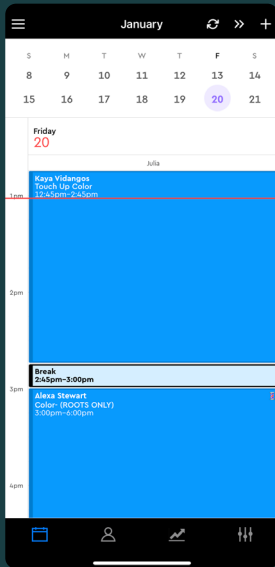 January
S M T W T F S
8 9 10 11 12 13 14
15 16 17 18 19 20 21
Friday
20
Julia
Kaya Vidangos
Touch Up Color
12:45pm-2:45pm
1pm
2pm
Break
2:45pm-3:00pm
3pm
Alexa Stewart
Color- (ROOTS ONLY)
3:00pm-6:00pm
4pm